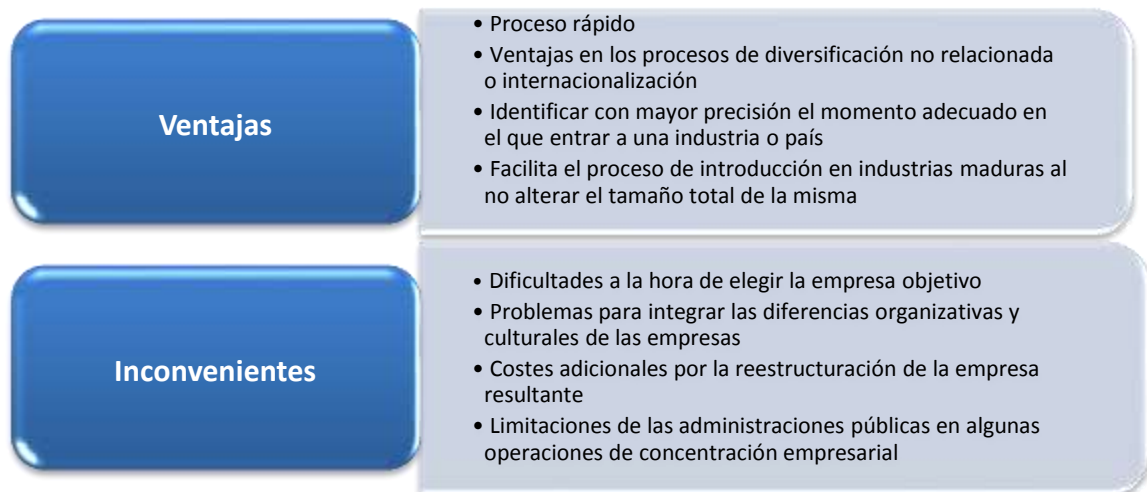 Ventajas
• Proceso rápido
• Ventajas en los procesos de diversificación no relacionada
o internacionalización
• Identificar con mayor precisión el momento adecuado en
el que entrar a una industria o país
• Facilita el proceso de introducción en industrias maduras al
no alterar el tamaño total de la misma
Inconvenientes
• Dificultades a la hora de elegir la empresa objetivo
• Problemas para integrar las diferencias organizativas y
culturales de las empresas
• Costes adicionales por la reestructuración de la empresa
resultante
• Limitaciones de las administraciones públicas en algunas
operaciones de concentración empresarial